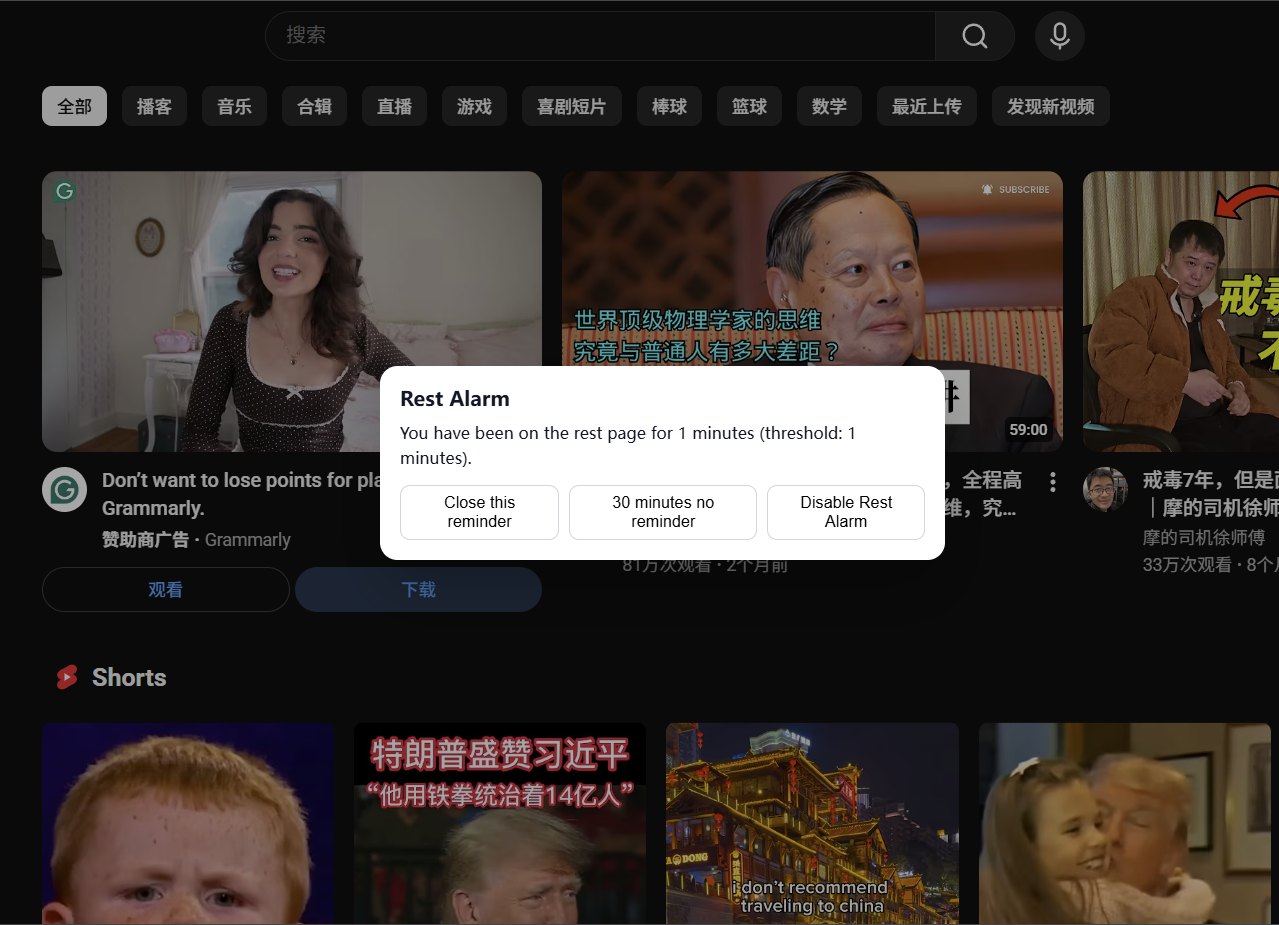 搜索
全部
播客
音乐
合辑
直播
游戏
喜剧短片
棒球
篮球
数学
最近上传
发现新视频
SUBSCRIBE
世界顶级物理学家的思维
究竟与普通人有多大差距？
59:00
Rest Alarm
You have been on the rest page for 1 minutes (threshold: 1
minutes).
Close this
reminder
30 minutes no
reminder
Disable Rest
Alarm
Don’t want to lose points for pla
Grammarly.
赞助商广告 · Grammarly
观看
下载
，全程高
维，究...
81万次观看 · 2个月前
戒毒
不
戒毒7年，但是
｜摩的司机徐师
摩的司机徐师傅
33万次观看 · 8个月
Shorts
特朗普盛赞习近平
“他用铁拳统治着14亿人”
i don’t recommend
traveling to china